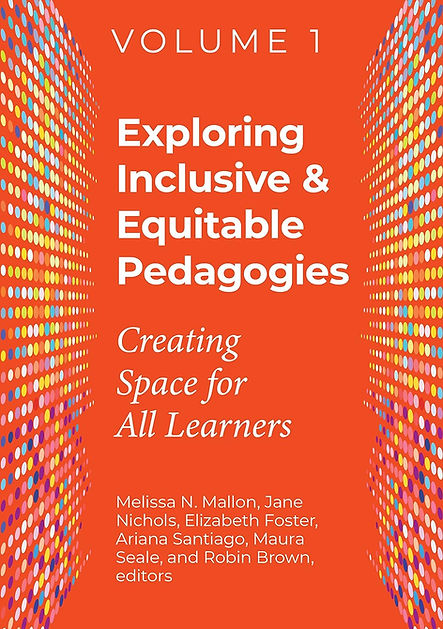 VOLUME 1
Exploring
Inclusive &
Equitable
Pedagogies
Creating
Space for
All Learners
Melissa N. Mallon, Jane
Nichols, Elizabeth Foster,
Ariana Santiago, Maura
Seale, and Robin Brown,
editors